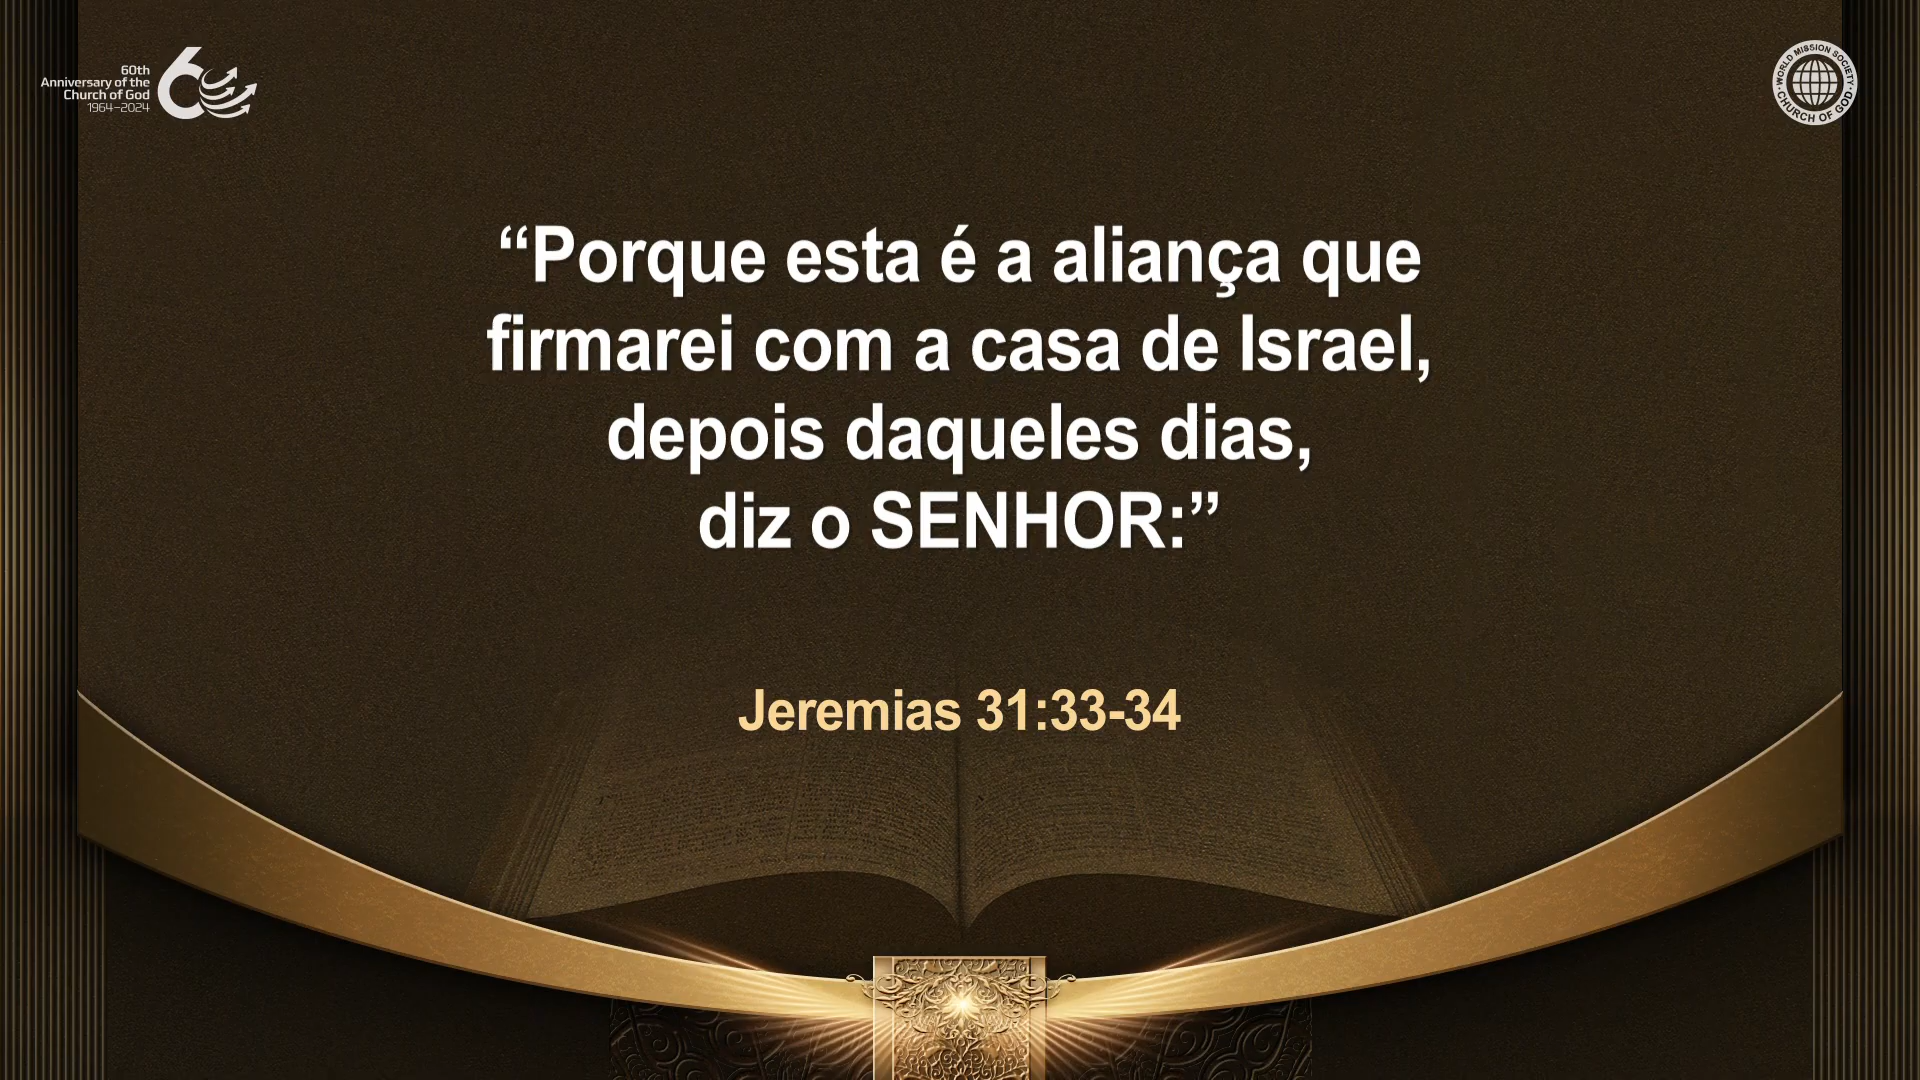 60th
Anniversary of the
Church of God
1964–2024
60
WORLD MISSION SOCIETY
CHURCH OF GOD
“Porque esta é a aliança que
firmarei com a casa de Israel,
depois daqueles dias,
diz o SENHOR:”
Jeremias 31:33-34